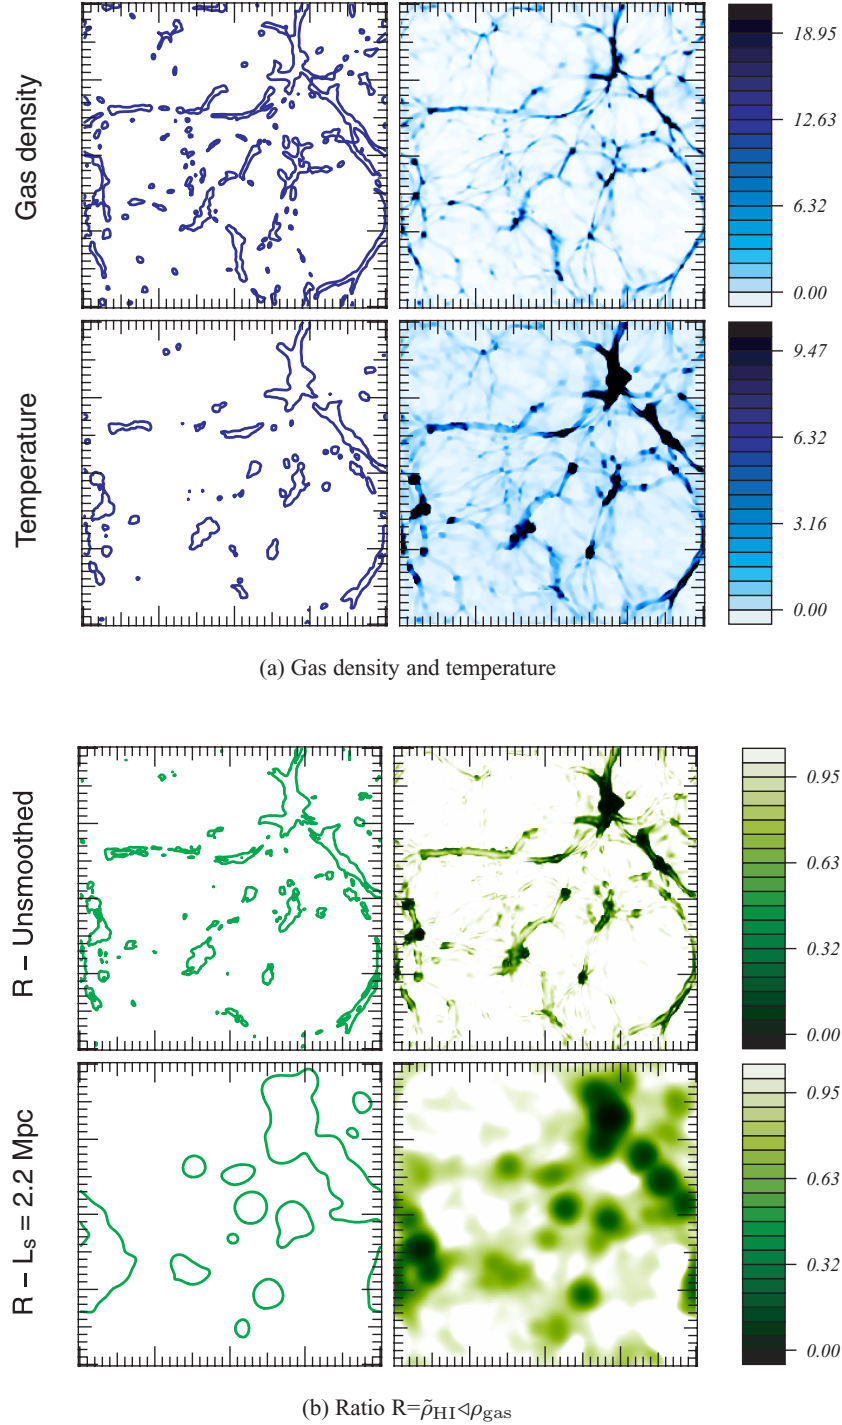 Gas density
18.95
12.63
6.32
0.00
Temperature
9.47
6.32
3.16
0.00
(a) Gas density and temperature
R − Unsmoothed
0.95
0.63
0.32
0.00
R − Lₛ = 2.2 Mpc
0.95
0.63
0.32
0.00
(b) Ratio R=ρ̃_HI◃ρ_gas